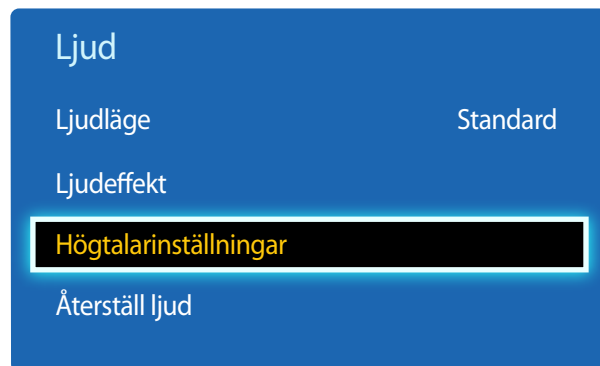 Ljud
Ljudläge Standard
Ljudeffekt
Högtalarinställningar
Återställ ljud